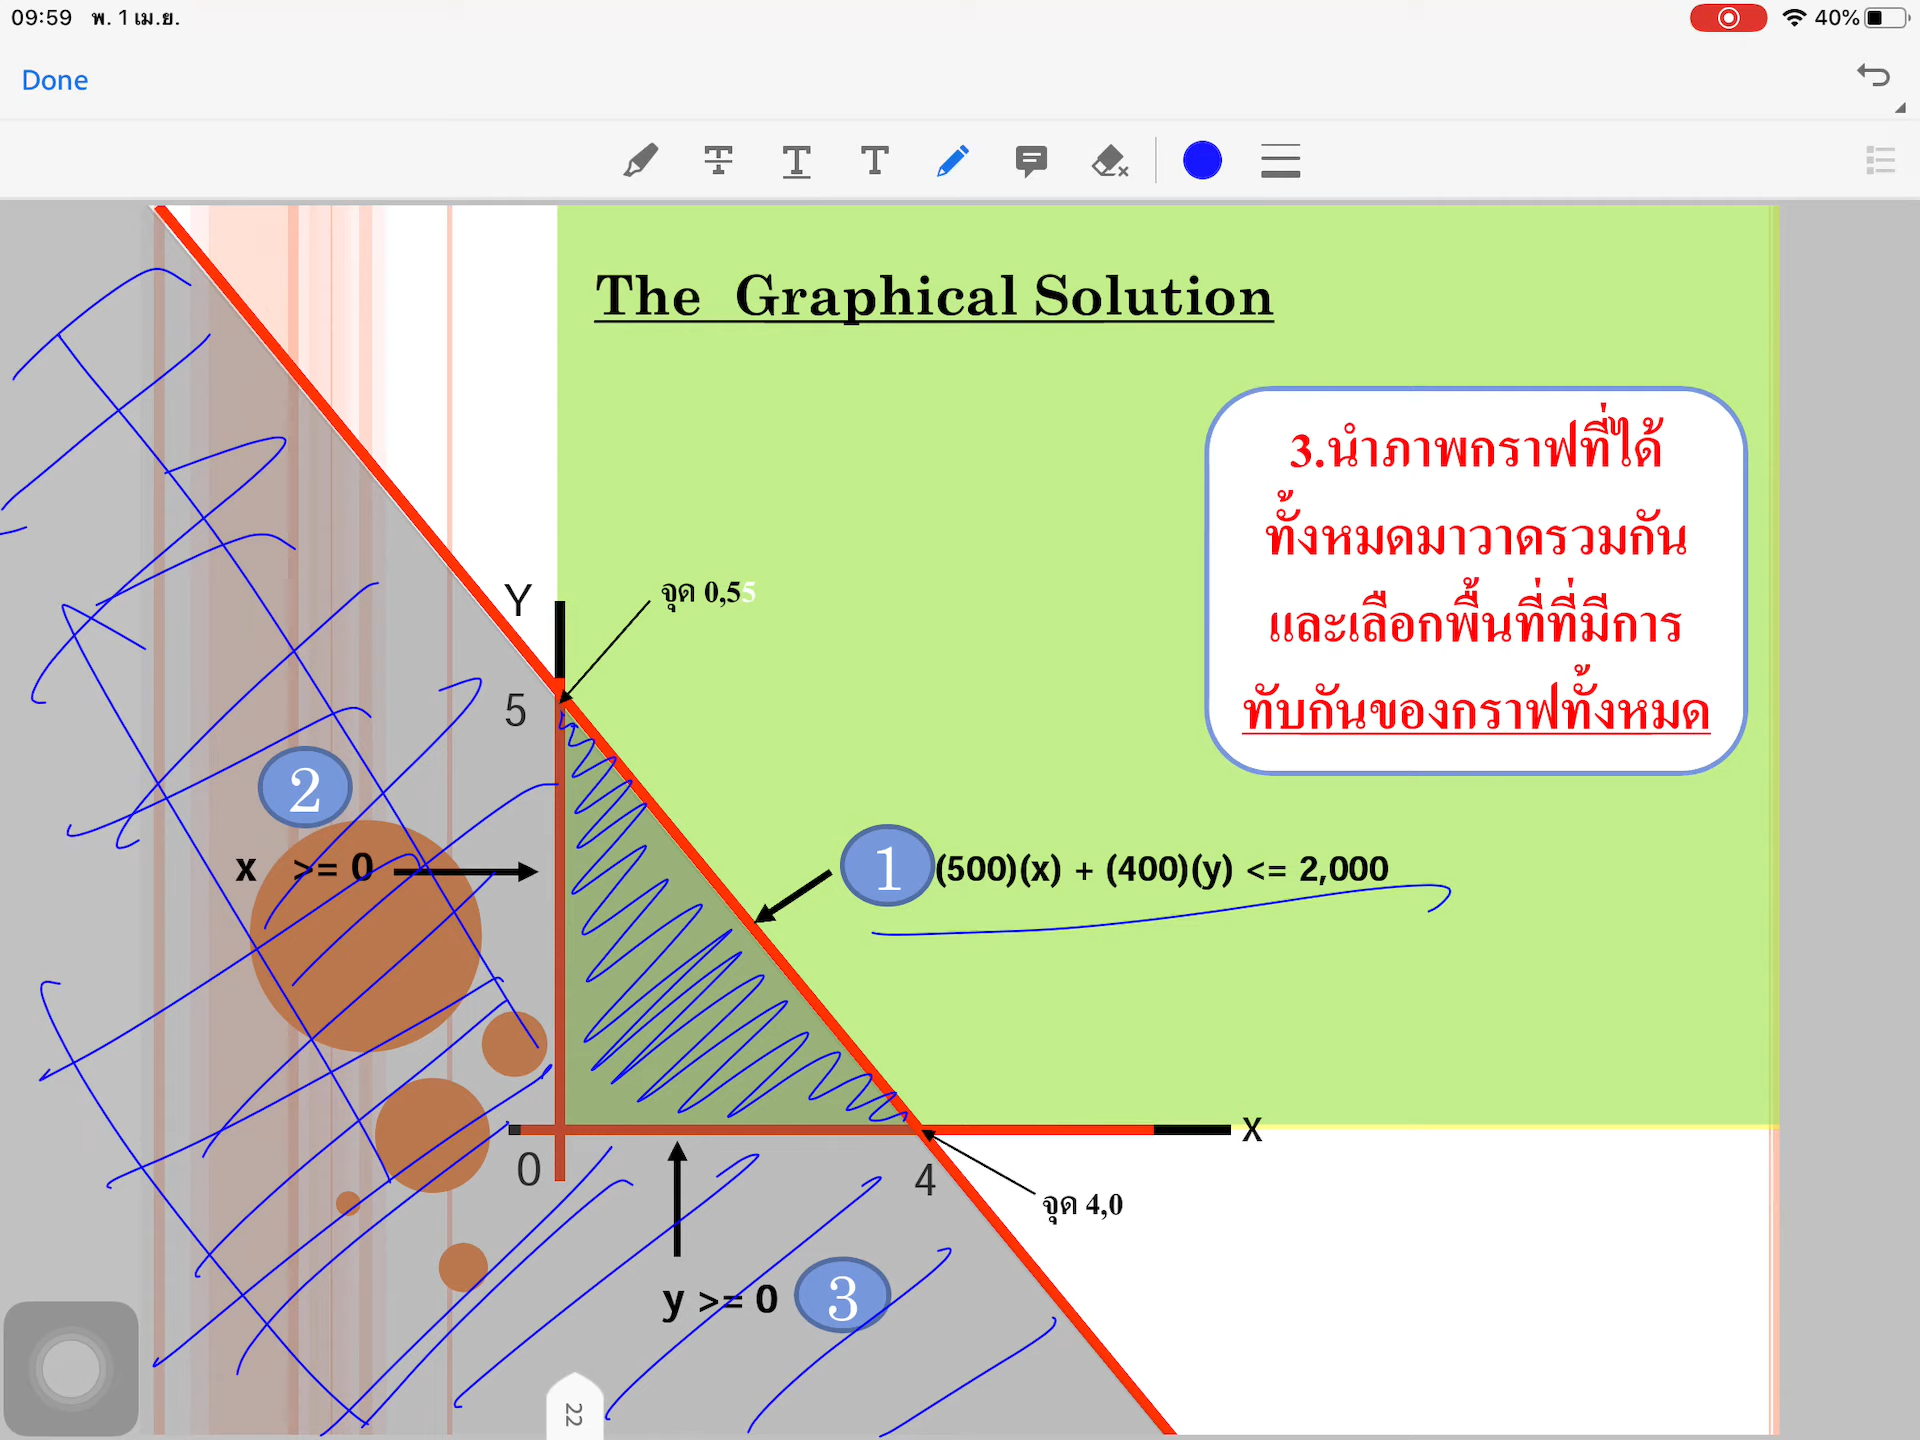 09:59 พ. 1 เม.ย.
40%
Done
The Graphical Solution
3.นำภาพกราฟที่ได้
ทั้งหมดมาวาดรวมกัน
และเลือกพื้นที่ที่มีการ
ทับกันของกราฟทั้งหมด
Y
จุด 0,55
5
2
x >= 0
1 (500)(x) + (400)(y) <= 2,000
X
0
4
จุด 4,0
y >= 0 3
22